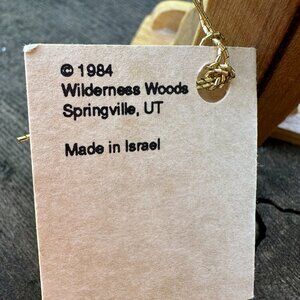 © 1984
Wilderness Woods
Springville, UT
Made in Israel